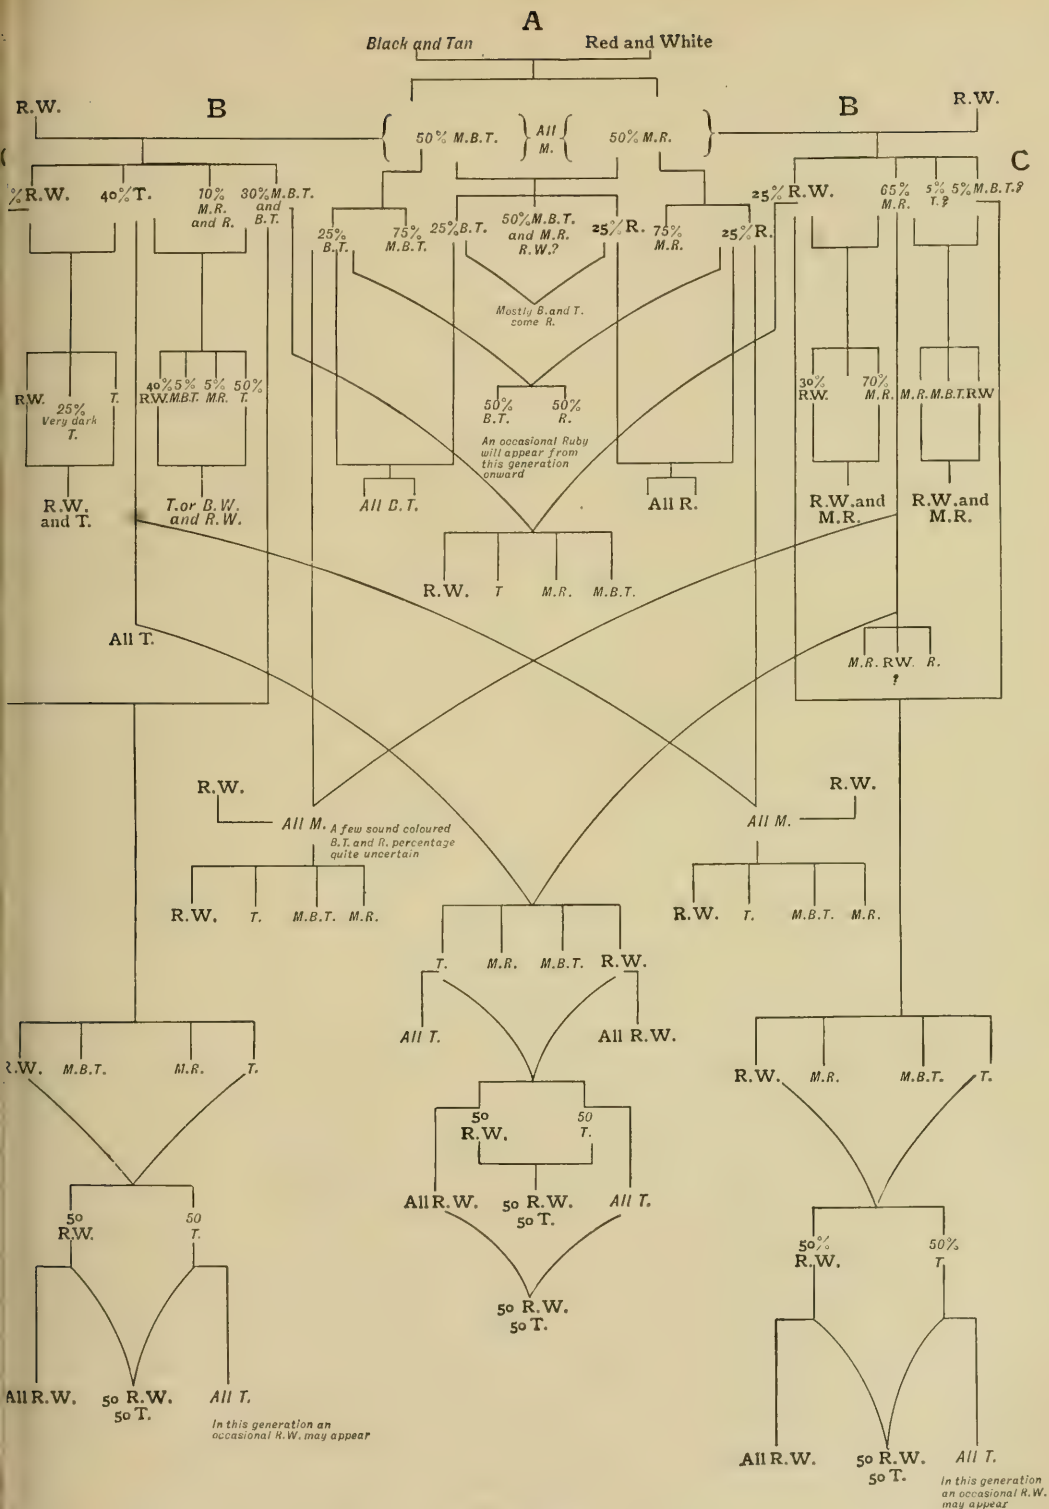 A
Black and Tan Red and White
R.W. B B R.W.
50% M.B.T. All M. 50% M.R.
C
% R.W. 40% T. 10% M.R. and R. 30% M.B.T. and B.T.
25% B.T. 75% M.B.T. 25% B.T. 50% M.B.T. and M.R. R.W.? 25% R. 75% M.R. 25% R.
25% R.W. 65% M.R. 5% T.? 5% M.B.T.?
Mostly B. and T.
come R.
R.W. 25% Very dark T. T.
40% R.W. 5% M.B.T. 5% M.R. 50% T.
50% B.T. 50% R.
30% R.W. 70% M.R. M.R. M.B.T. RW
An occasional Ruby
will appear from
this generation
onward
R.W. and T. T. or B.W. and R.W.
All B.T. All R.
R.W. and M.R. R.W. and M.R.
R.W. T M.R. M.B.T.
All T.
M.R. RW. ? R.
R.W. R.W.
All M. A few sound coloured
B.T. and R. percentage
quite uncertain
All M.
R.W. T. M.B.T. M.R.
R.W. T. M.B.T. M.R.
T. M.R. M.B.T. R.W.
All T. All R.W.
R.W. M.B.T. M.R. T.
R.W. M.R. M.B.T. T.
50 R.W. 50 T.
All R.W. 50 R.W. 50 T. All T.
50 R.W. 50 T.
50 R.W. 50 T.
50% R.W. 50% T.
All R.W. 50 R.W. 50 T. All T.
In this generation an
occasional R.W. may appear
All R.W. 50 R.W. 50 T. All T.
In this generation
an occasional R.W.
may appear